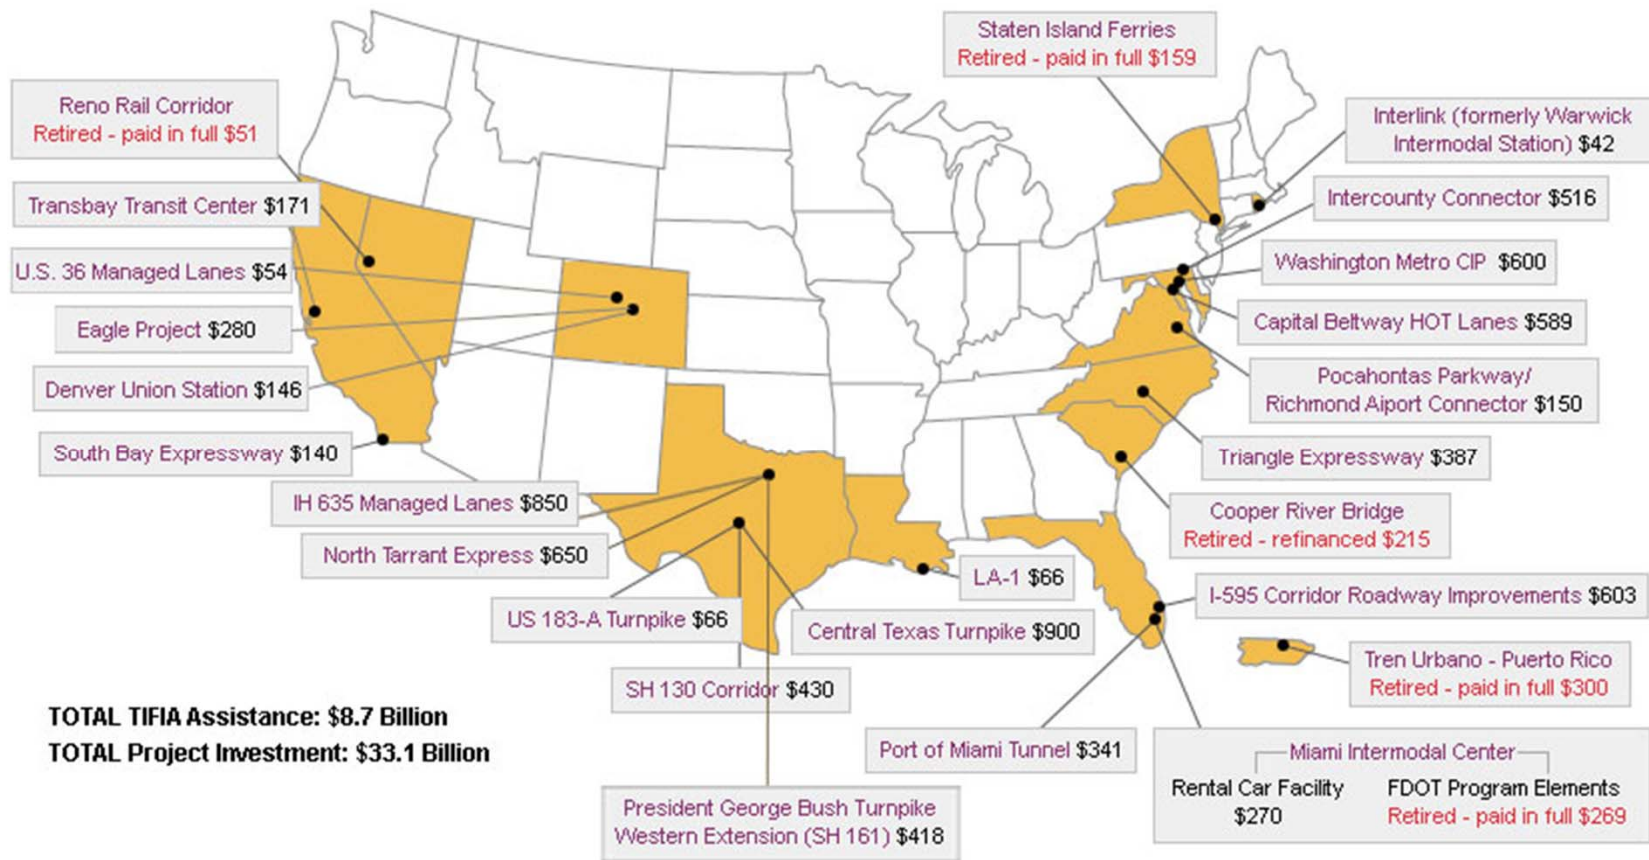 Staten Island Ferries
Retired - paid in full $159
Reno Rail Corridor
Retired - paid in full $51
Interlink (formerly Warwick
Intermodal Station) $42
Transbay Transit Center $171
Intercounty Connector $516
U.S. 36 Managed Lanes $54
Washington Metro CIP $600
Eagle Project $280
Capital Beltway HOT Lanes $589
Denver Union Station $146
Pocahontas Parkway/
Richmond Aiport Connector $150
South Bay Expressway $140
Triangle Expressway $387
IH 635 Managed Lanes $850
Cooper River Bridge
Retired - refinanced $215
North Tarrant Express $650
LA-1 $66
I-595 Corridor Roadway Improvements $603
US 183-A Turnpike $66
Central Texas Turnpike $900
Tren Urbano - Puerto Rico
Retired - paid in full $300
SH 130 Corridor $430
TOTAL TIFIA Assistance: $8.7 Billion
TOTAL Project Investment: $33.1 Billion
Port of Miami Tunnel $341
Miami Intermodal Center
Rental Car Facility
$270
FDOT Program Elements
Retired - paid in full $269
President George Bush Turnpike
Western Extension (SH 161) $418